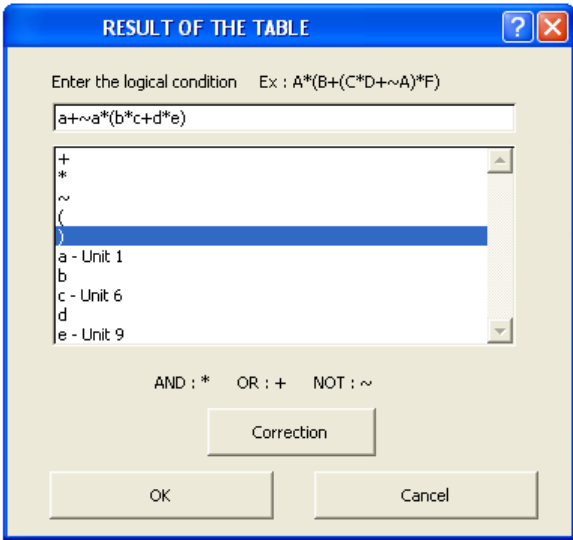 RESULT OF THE TABLE
Enter the logical condition Ex : A*(B+(C*D+~A)*F)
a+~a*(b*c+d*e)
+
*
~
(
)
a - Unit 1
b
c - Unit 6
d
e - Unit 9
AND : * OR : + NOT : ~
Correction
OK Cancel